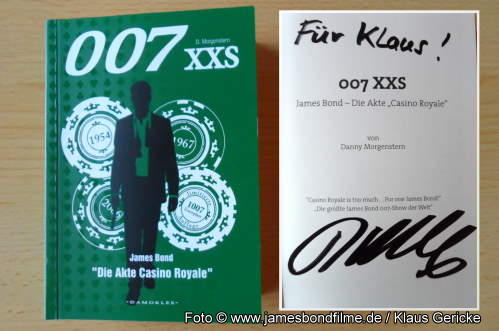 007
D. Morgenstern
XXS
1954
1967
1007
James Bond
"Die Akte Casino Royale"
DAMOKLES
Für Klaus!
007 XXS
James Bond – Die Akte „Casino Royale"
von
Danny Morgenstern
"Casino Royale is too much... For one James Bond!"
„Die größte James Bond 007-Show der Welt"
Foto © www.jamesbondfilme.de / Klaus Gericke